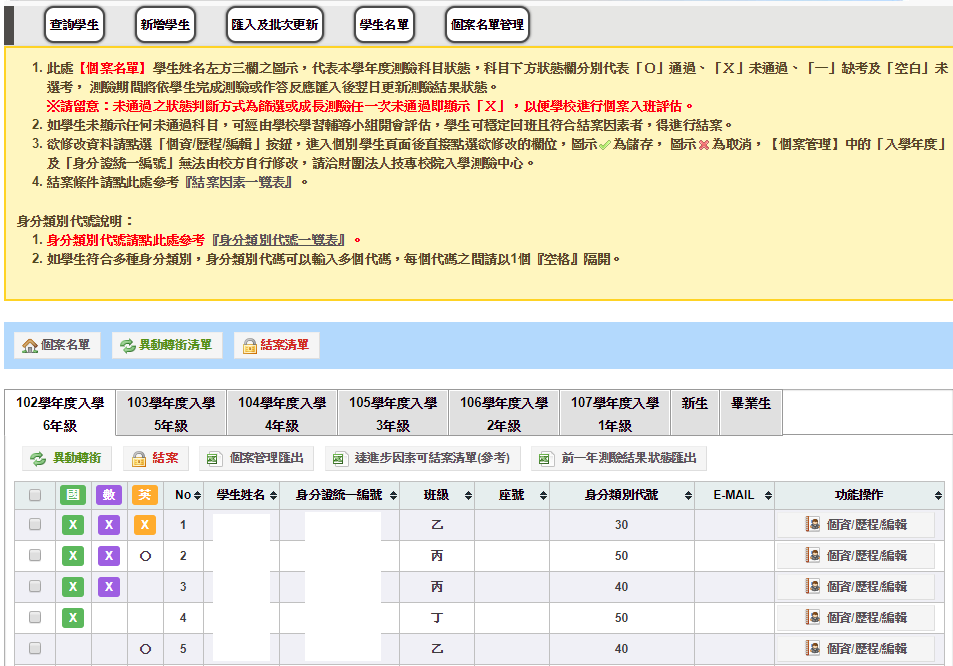 查詢學生 新增學生 匯入及批次更新 學生名單 個案名單管理
1. 此處【個案名單】學生姓名左方三欄之圖示，代表本學年度測驗科目狀態，科目下方狀態欄分別代表「O」通過、「X」未通過、「一」缺考及「空白」未
選考， 測驗期間將依學生完成測驗或作答反應匯入後翌日更新測驗結果狀態。
※請留意：未通過之狀態判斷方式為篩選或成長測驗任一次未通過即顯示「X」，以便學校進行個案入班評估。
2. 如學生未顯示任何未通過科目，可經由學校學習輔導小組開會評估，學生可穩定回班且符合結案因素者，得進行結案。
3. 欲修改資料請點選「個資/歷程/編輯」按鈕，進入個別學生頁面後直接點選欲修改的欄位，圖示✓為儲存， 圖示✗為取消，【個案管理】中的「入學年度」
及「身分證統一編號」無法由校方自行修改，請洽財團法人技專校院入學測驗中心。
4. 結案條件請點此處參考『結案因素一覽表』。
身分類別代號說明：
1. 身分類別代號請點此處參考『身分類別代號一覽表』。
2. 如學生符合多種身分類別，身分類別代碼可以輸入多個代碼，每個代碼之間請以1個『空格』隔開。
個案名單 異動轉銜清單 結案清單
102學年度入學 103學年度入學 104學年度入學 105學年度入學 106學年度入學 107學年度入學 新生 畢業生
6年級 5年級 4年級 3年級 2年級 1年級
異動轉銜 結案 個案管理匯出 達進步因素可結案清單(參考) 前一年測驗結果狀態匯出
國 數 英 No 學生姓名 身分證統一編號 班級 座號 身分類別代號 E-MAIL 功能操作
X X X 1 乙 30 個資/歷程/編輯
X X O 2 丙 50 個資/歷程/編輯
X X 3 丙 40 個資/歷程/編輯
X 4 丁 50 個資/歷程/編輯
O 5 乙 40 個資/歷程/編輯